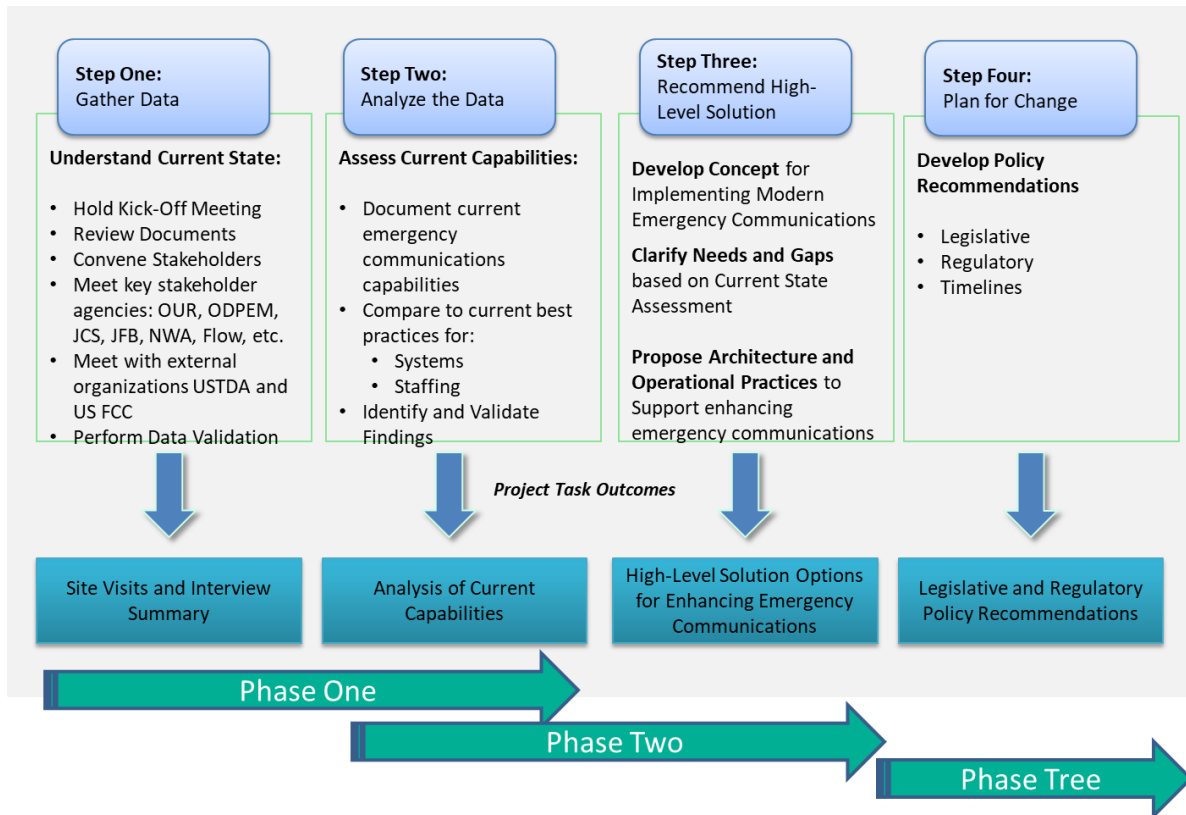 Step One:
Gather Data
Understand Current State:
• Hold Kick-Off Meeting
• Review Documents
• Convene Stakeholders
• Meet key stakeholder
agencies: OUR, ODPEM,
JCS, JFB, NWA, Flow, etc.
• Meet with external
organizations USTDA and
US FCC
• Perform Data Validation
Step Two:
Analyze the Data
Assess Current Capabilities:
• Document current
emergency
communications
capabilities
• Compare to current best
practices for:
• Systems
• Staffing
• Identify and Validate
Findings
Step Three:
Recommend High-
Level Solution
Develop Concept for
Implementing Modern
Emergency Communications
Clarify Needs and Gaps
based on Current State
Assessment
Propose Architecture and
Operational Practices to
Support enhancing
emergency communications
Step Four:
Plan for Change
Develop Policy
Recommendations
• Legislative
• Regulatory
• Timelines
Project Task Outcomes
Site Visits and Interview
Summary
Analysis of Current
Capabilities
High-Level Solution Options
for Enhancing Emergency
Communications
Legislative and Regulatory
Policy Recommendations
Phase One
Phase Two
Phase Tree